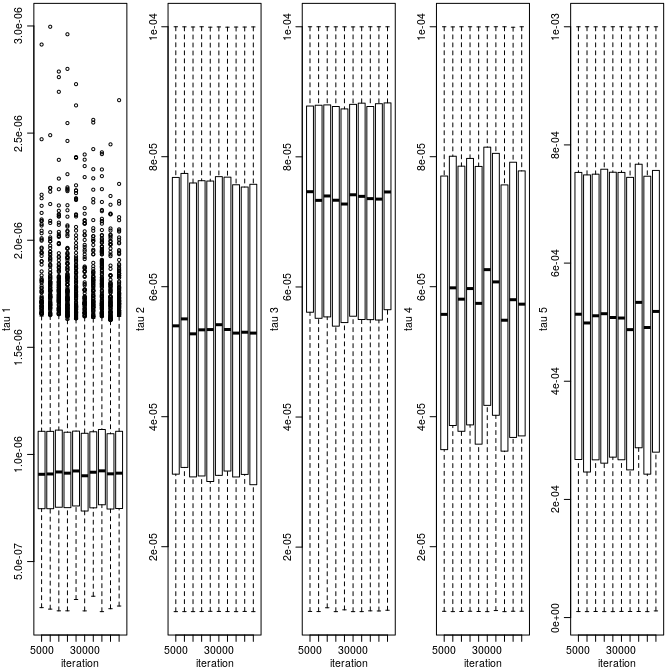 tau 1
5.0e-07
1.0e-06
1.5e-06
2.0e-06
2.5e-06
3.0e-06
5000
30000
iteration
tau 2
2e-05
4e-05
6e-05
8e-05
1e-04
5000
30000
iteration
tau 3
2e-05
4e-05
6e-05
8e-05
1e-04
5000
30000
iteration
tau 4
2e-05
4e-05
6e-05
8e-05
1e-04
5000
30000
iteration
tau 5
0e+00
2e-04
4e-04
6e-04
8e-04
1e-03
5000
30000
iteration